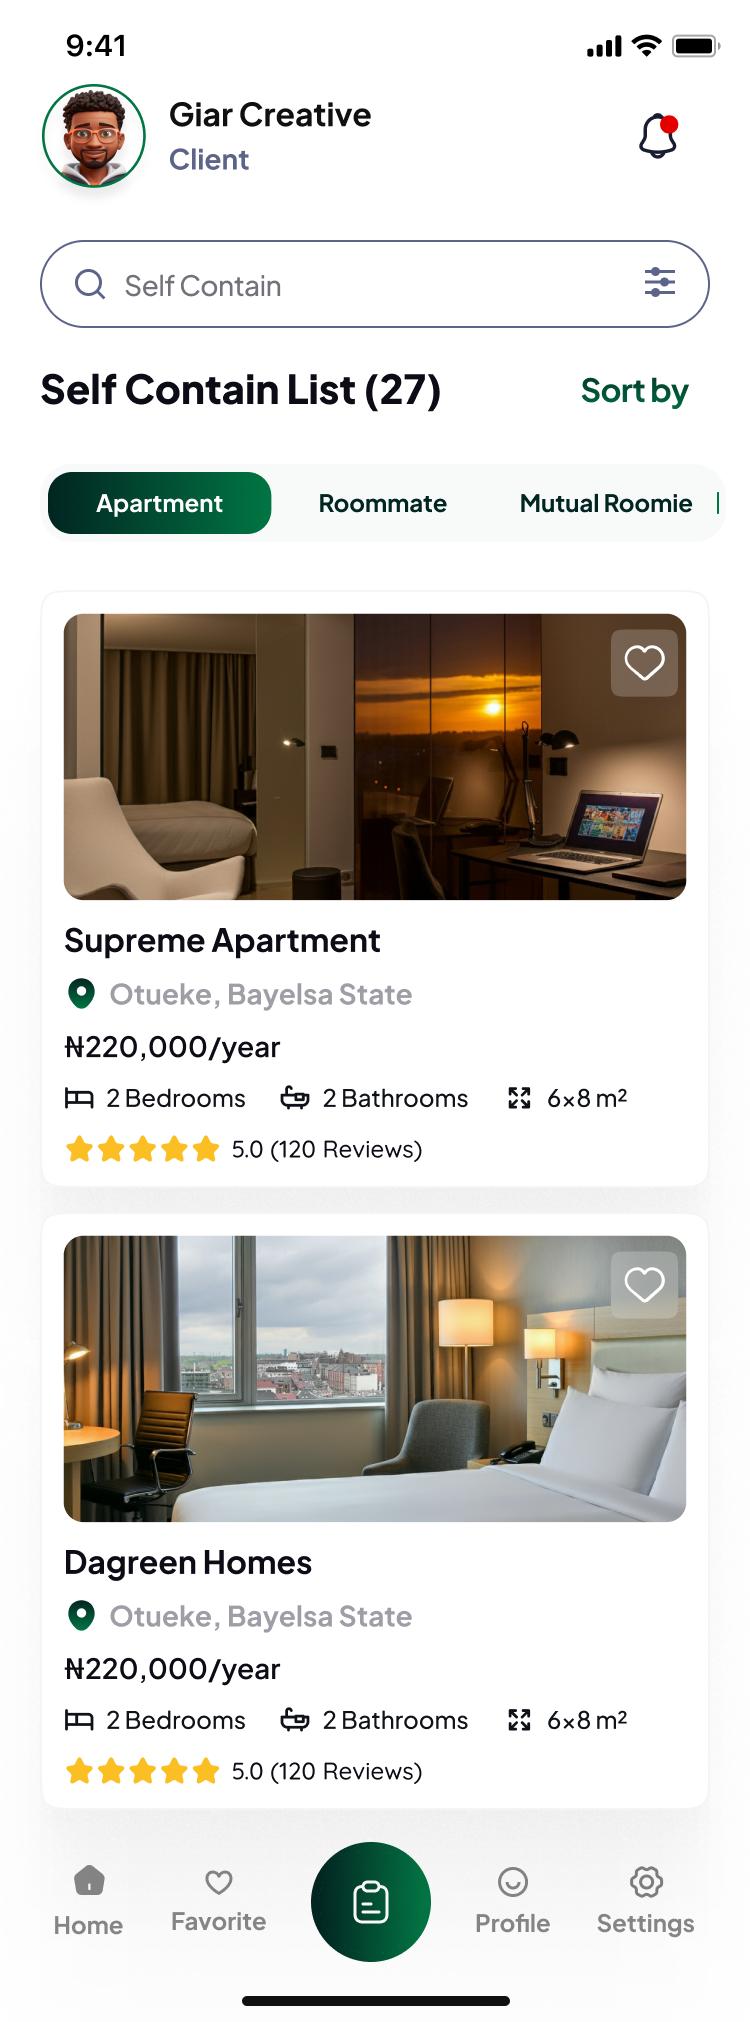 9:41
Giar Creative
Client
Self Contain
Self Contain List (27)
Sort by
Apartment Roommate Mutual Roomie
Supreme Apartment
Otueke, Bayelsa State
₦220,000/year
2 Bedrooms 2 Bathrooms 6×8 m²
5.0 (120 Reviews)
Dagreen Homes
Otueke, Bayelsa State
₦220,000/year
2 Bedrooms 2 Bathrooms 6×8 m²
5.0 (120 Reviews)
Home Favorite Profile Settings